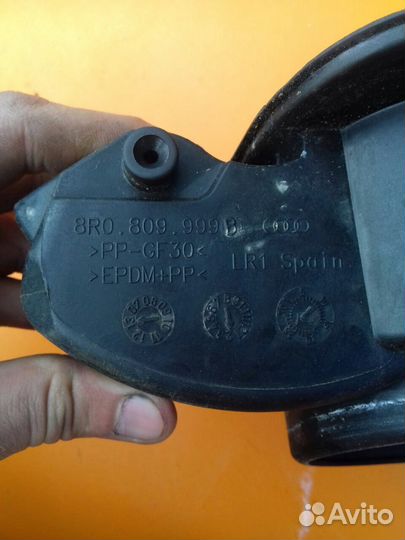 8R0.809.999B
>PP-GF30<
>EPDM+PP<
LR1 Spain
Avito